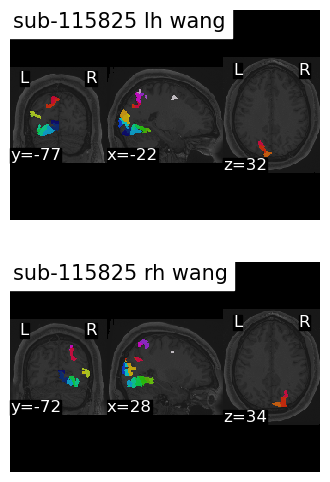 sub-115825 lh wang
L R
L R
y=-77
x=-22
z=32
sub-115825 rh wang
L R
L R
y=-72
x=28
z=34